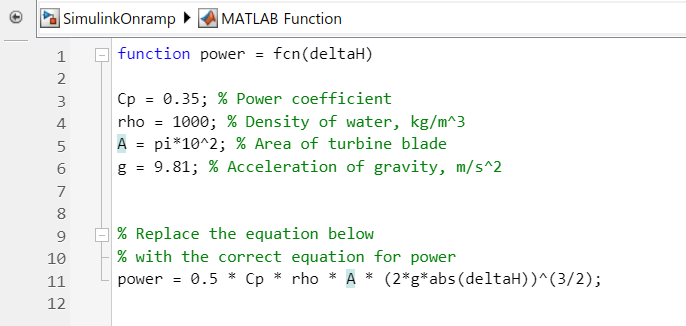 SimulinkOnramp MATLAB Function
1 function power = fcn(deltaH)
2
3 Cp = 0.35; % Power coefficient
4 rho = 1000; % Density of water, kg/m^3
5 A = pi*10^2; % Area of turbine blade
6 g = 9.81; % Acceleration of gravity, m/s^2
7
8
9 % Replace the equation below
10 % with the correct equation for power
11 power = 0.5 * Cp * rho * A * (2*g*abs(deltaH))^(3/2);
12